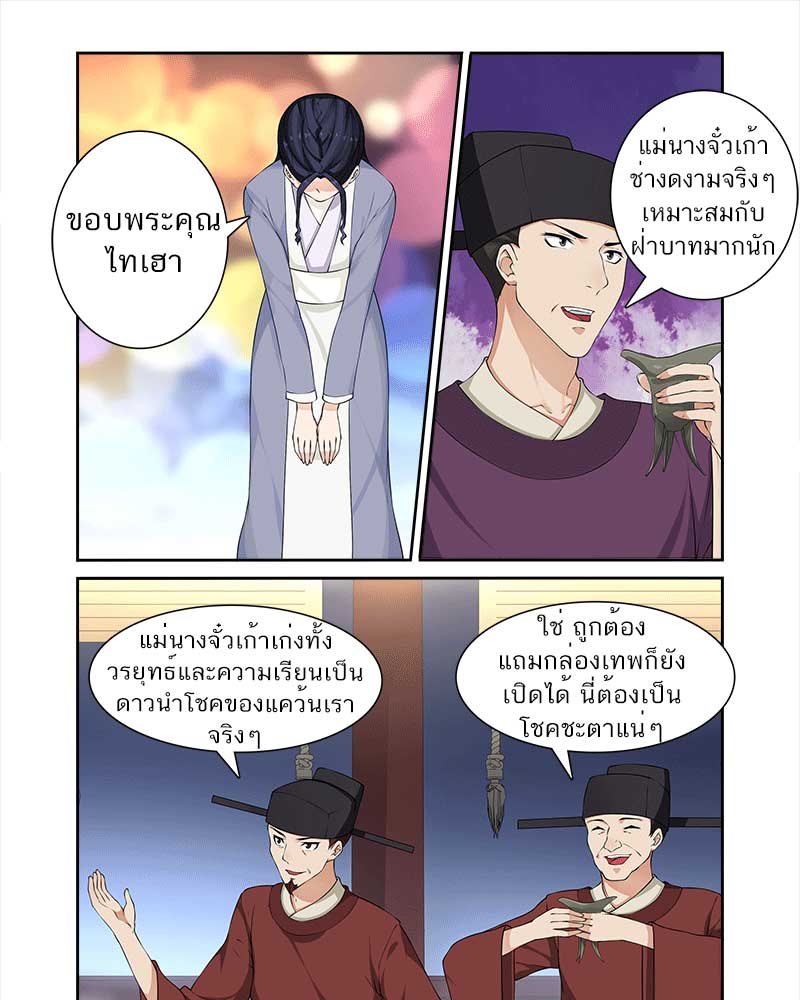 ขอบพระคุณ
ไทเฮา
แม่นางจั๋วเก้า
ช่างดงามจริงๆ
เหมาะสมกับ
ฝ่าบาทมากนัก
แม่นางจั๋วเก้าเก่งทั้ง
วรยุทธ์และความเรียนเป็น
ดาวนำโชคของแคว้นเรา
จริงๆ
ใช่ ถูกต้อง
แถมกล่องเทพก็ยัง
เปิดได้ นี่ต้องเป็น
โชคชะตาแน่ๆ